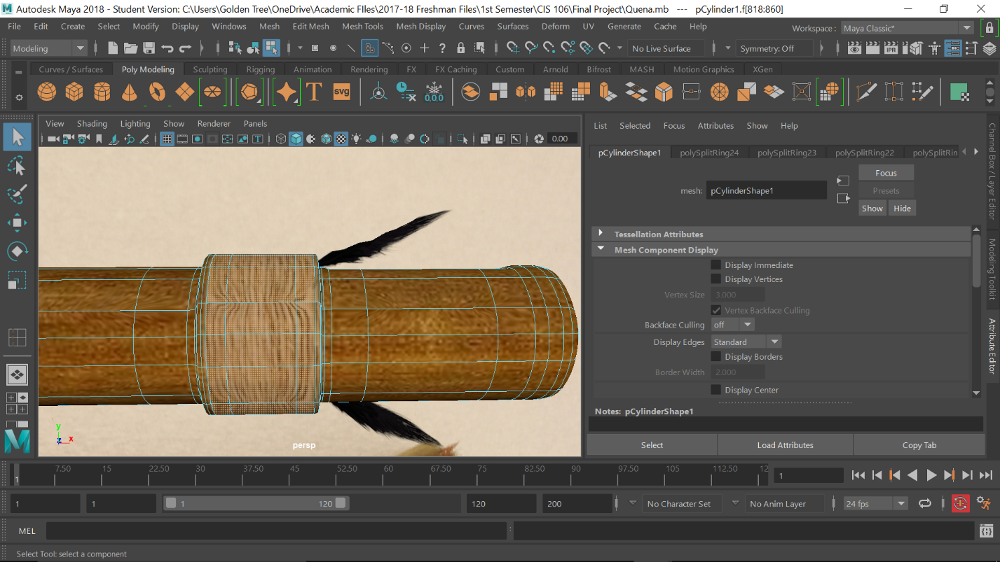 Autodesk Maya 2018 - Student Version: C:\Users\Golden Tree\OneDrive\Academic FIles\2017-18 Freshman Files\1st Semester\CIS 106\Final Project\Quena.mb --- pCylinder1.f[818:860]
File Edit Create Select Modify Display Windows Mesh Edit Mesh Mesh Tools Mesh Display Curves Surfaces Deform UV Generate Cache Help Workspace : Maya Classic*
Modeling ? No Live Surface Symmetry: Off IPR
Curves / Surfaces Poly Modeling Sculpting Rigging Animation Rendering FX FX Caching Custom Arnold Bifrost MASH Motion Graphics XGen
T SVG 0,0,0
View Shading Lighting Show Renderer Panels
0.00
persp
y
z x
List Selected Focus Attributes Show Help
pCylinderShape1 polySplitRing24 polySplitRing23 polySplitRing22 polySplitRin
Focus
mesh: pCylinderShape1
Presets
Show Hide
Tessellation Attributes
Mesh Component Display
Display Immediate
Display Vertices
Vertex Size 3.000
Vertex Backface Culling
Backface Culling off
Display Edges Standard
Display Borders
Border Width 2.000
Display Center
Notes: pCylinderShape1
Select Load Attributes Copy Tab
Channel Box / Layer Editor
Modeling Toolkit
Attribute Editor
1 7.50 15 22.50 30 37.50 45 52.50 60 67.50 75 82.50 90 97.50 105 112.50 12 1
1 1 1 120 120 200 No Character Set No Anim Layer 24 fps
MEL
Select Tool: select a component